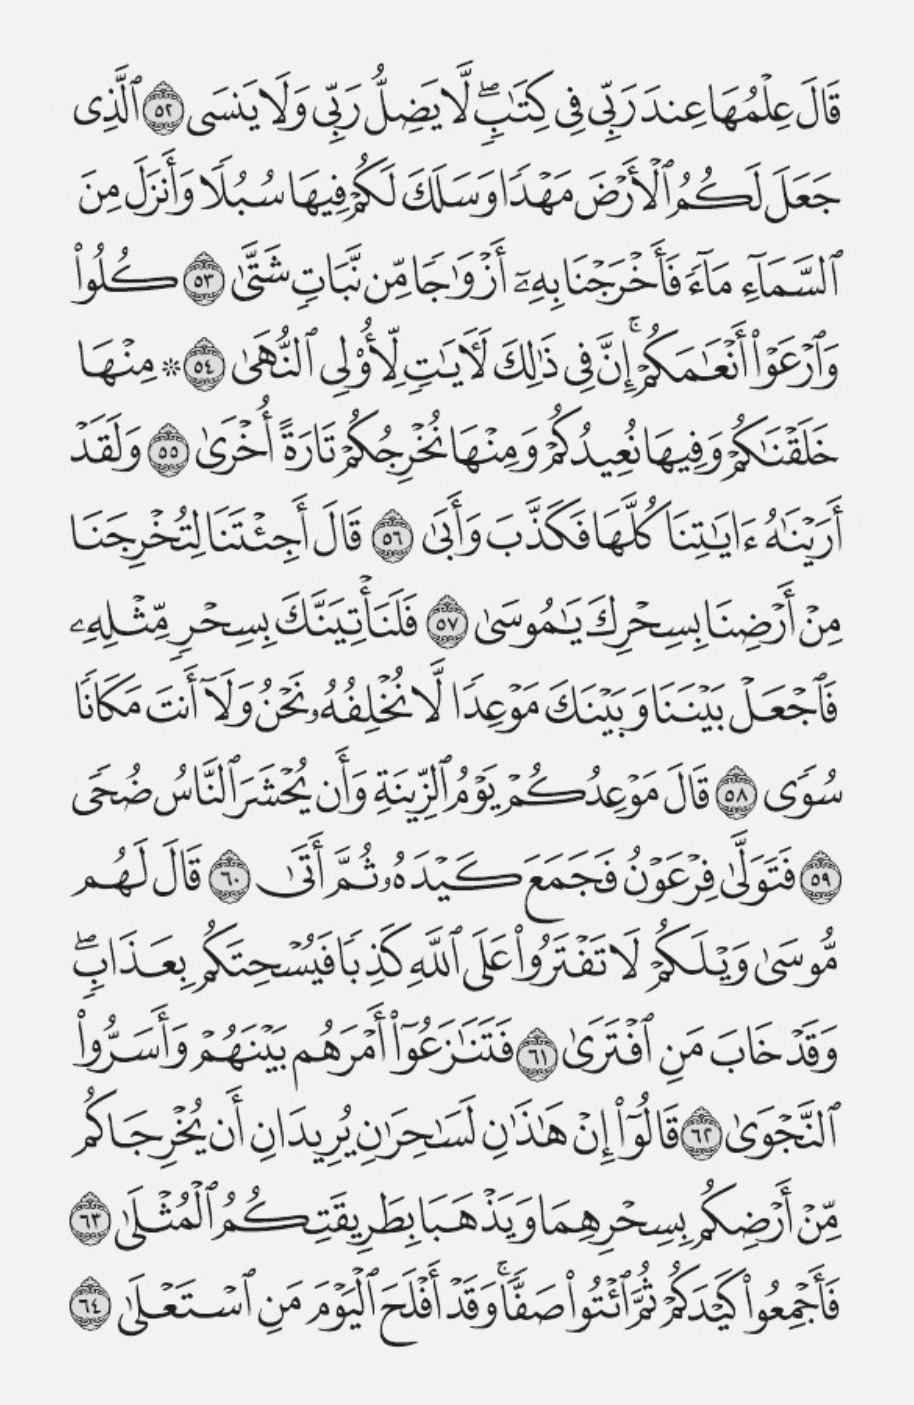 قَالَ عِلْمُهَا عِندَ رَبِّى فِى كِتَٰبٍۖ لَّا يَضِلُّ رَبِّى وَلَا يَنسَى ٥٢ ٱلَّذِى
جَعَلَ لَكُمُ ٱلْأَرْضَ مَهْدًا وَسَلَكَ لَكُمْ فِيهَا سُبُلًا وَأَنزَلَ مِنَ
ٱلسَّمَآءِ مَآءً فَأَخْرَجْنَا بِهِۦٓ أَزْوَٰجًا مِّن نَّبَاتٍ شَتَّىٰ ٥٣ كُلُوا۟
وَٱرْعَوْا۟ أَنْعَٰمَكُمْۗ إِنَّ فِى ذَٰلِكَ لَءَايَٰتٍ لِّأُو۟لِى ٱلنُّهَىٰ ٥٤ ۞ مِنْهَا
خَلَقْنَٰكُمْ وَفِيهَا نُعِيدُكُمْ وَمِنْهَا نُخْرِجُكُمْ تَارَةً أُخْرَىٰ ٥٥ وَلَقَدْ
أَرَيْنَٰهُ ءَايَٰتِنَا كُلَّهَا فَكَذَّبَ وَأَبَىٰ ٥٦ قَالَ أَجِئْتَنَا لِتُخْرِجَنَا
مِنْ أَرْضِنَا بِسِحْرِكَ يَٰمُوسَىٰ ٥٧ فَلَنَأْتِيَنَّكَ بِسِحْرٍ مِّثْلِهِۦ
فَٱجْعَلْ بَيْنَنَا وَبَيْنَكَ مَوْعِدًا لَّا نُخْلِفُهُۥ نَحْنُ وَلَآ أَنتَ مَكَانًا
سُوًى ٥٨ قَالَ مَوْعِدُكُمْ يَوْمُ ٱلزِّينَةِ وَأَن يُحْشَرَ ٱلنَّاسُ ضُحًى
٥٩ فَتَوَلَّىٰ فِرْعَوْنُ فَجَمَعَ كَيْدَهُۥ ثُمَّ أَتَىٰ ٦٠ قَالَ لَهُم
مُّوسَىٰ وَيْلَكُمْ لَا تَفْتَرُوا۟ عَلَى ٱللَّهِ كَذِبًا فَيُسْحِتَكُم بِعَذَابٍۖ
وَقَدْ خَابَ مَنِ ٱفْتَرَىٰ ٦١ فَتَنَٰزَعُوٓا۟ أَمْرَهُم بَيْنَهُمْ وَأَسَرُّوا۟
ٱلنَّجْوَىٰ ٦٢ قَالُوٓا۟ إِنْ هَٰذَٰنِ لَسَٰحِرَٰنِ يُرِيدَانِ أَن يُخْرِجَاكُم
مِّنْ أَرْضِكُم بِسِحْرِهِمَا وَيَذْهَبَا بِطَرِيقَتِكُمُ ٱلْمُثْلَىٰ ٦٣
فَأَجْمِعُوا۟ كَيْدَكُمْ ثُمَّ ٱئْتُوا۟ صَفًّاۚ وَقَدْ أَفْلَحَ ٱلْيَوْمَ مَنِ ٱسْتَعْلَىٰ ٦٤